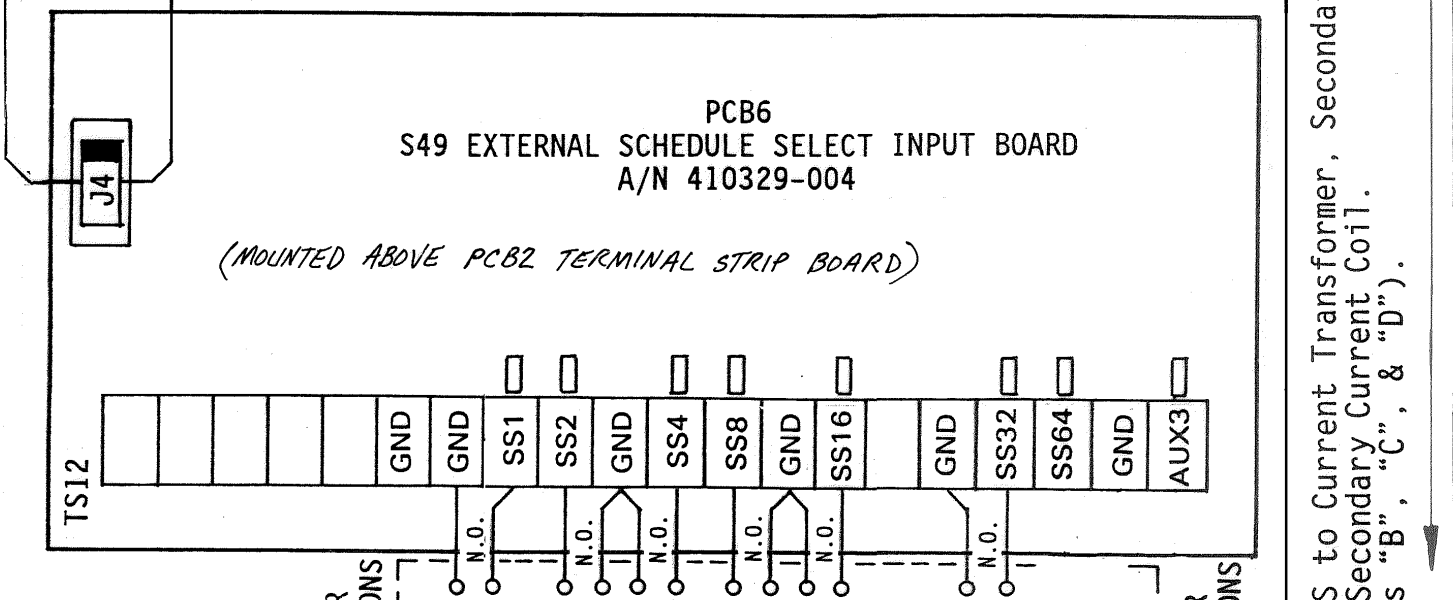 PCB6
S49 EXTERNAL SCHEDULE SELECT INPUT BOARD
A/N 410329-004
J4
(MOUNTED ABOVE PCB2 TERMINAL STRIP BOARD)
TS12
GND
GND
SS1
SS2
GND
SS4
SS8
GND
SS16
GND
SS32
SS64
GND
AUX3
N.O.
N.O.
N.O.
N.O.
N.O.
N.O.
to Current Transformer, Seconda
Secondary Current Coil.
"B", "C", & "D").